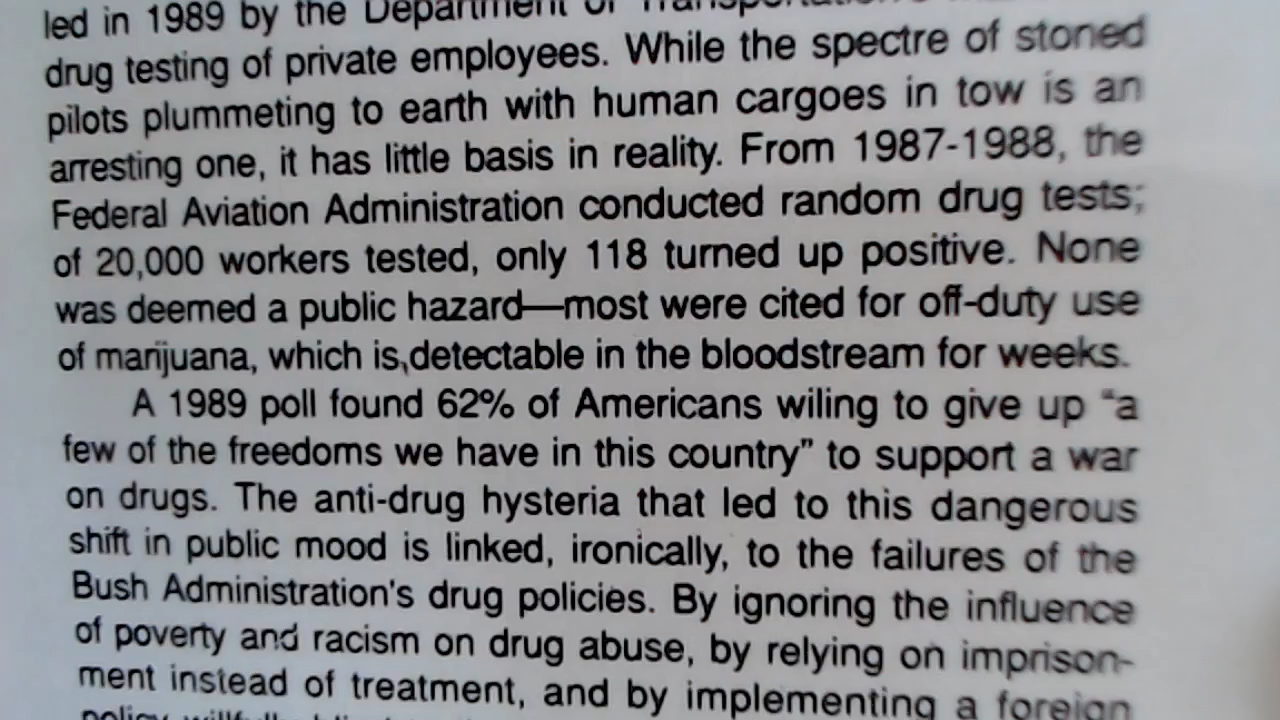 led in 1989 by the Department of Transportation's
drug testing of private employees. While the spectre of stoned
pilots plummeting to earth with human cargoes in tow is an
arresting one, it has little basis in reality. From 1987-1988, the
Federal Aviation Administration conducted random drug tests;
of 20,000 workers tested, only 118 turned up positive. None
was deemed a public hazard—most were cited for off-duty use
of marijuana, which is,detectable in the bloodstream for weeks.
A 1989 poll found 62% of Americans wiling to give up “a
few of the freedoms we have in this country” to support a war
on drugs. The anti-drug hysteria that led to this dangerous
shift in public mood is linked, ironically, to the failures of the
Bush Administration's drug policies. By ignoring the influence
of poverty and racism on drug abuse, by relying on imprison-
ment instead of treatment, and by implementing a foreign
policy